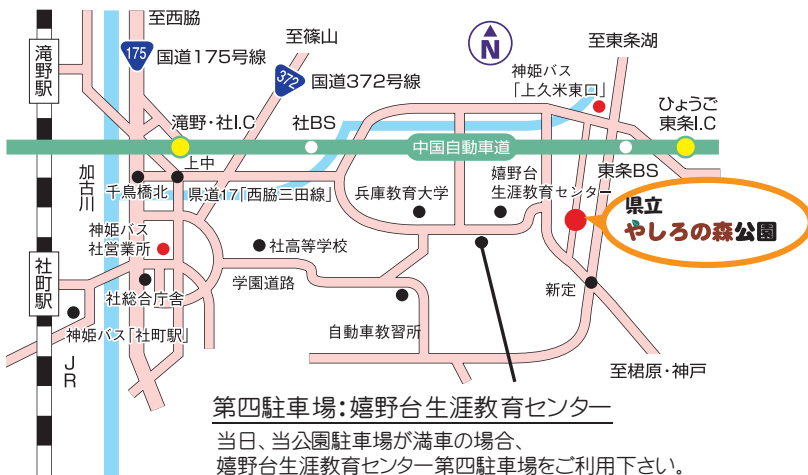 至西脇
175
国道175号線
至篠山
372
国道372号線
N
至東条湖
神姫バス
「上久米東口」
ひょうご
東条I.C
滝野駅
滝野・社I.C
社BS
中国自動車道
東条BS
加古川
上中
千鳥橋北
県道17「西脇三田線」
兵庫教育大学
嬉野台
生涯教育センター
県立
やしろの森公園
神姫バス
社営業所
社高等学校
社町駅
社総合庁舎
学園道路
新定
神姫バス「社町駅」
自動車教習所
JR
至椹原・神戸
第四駐車場:嬉野台生涯教育センター
当日、当公園駐車場が満車の場合、
嬉野台生涯教育センター第四駐車場をご利用下さい。